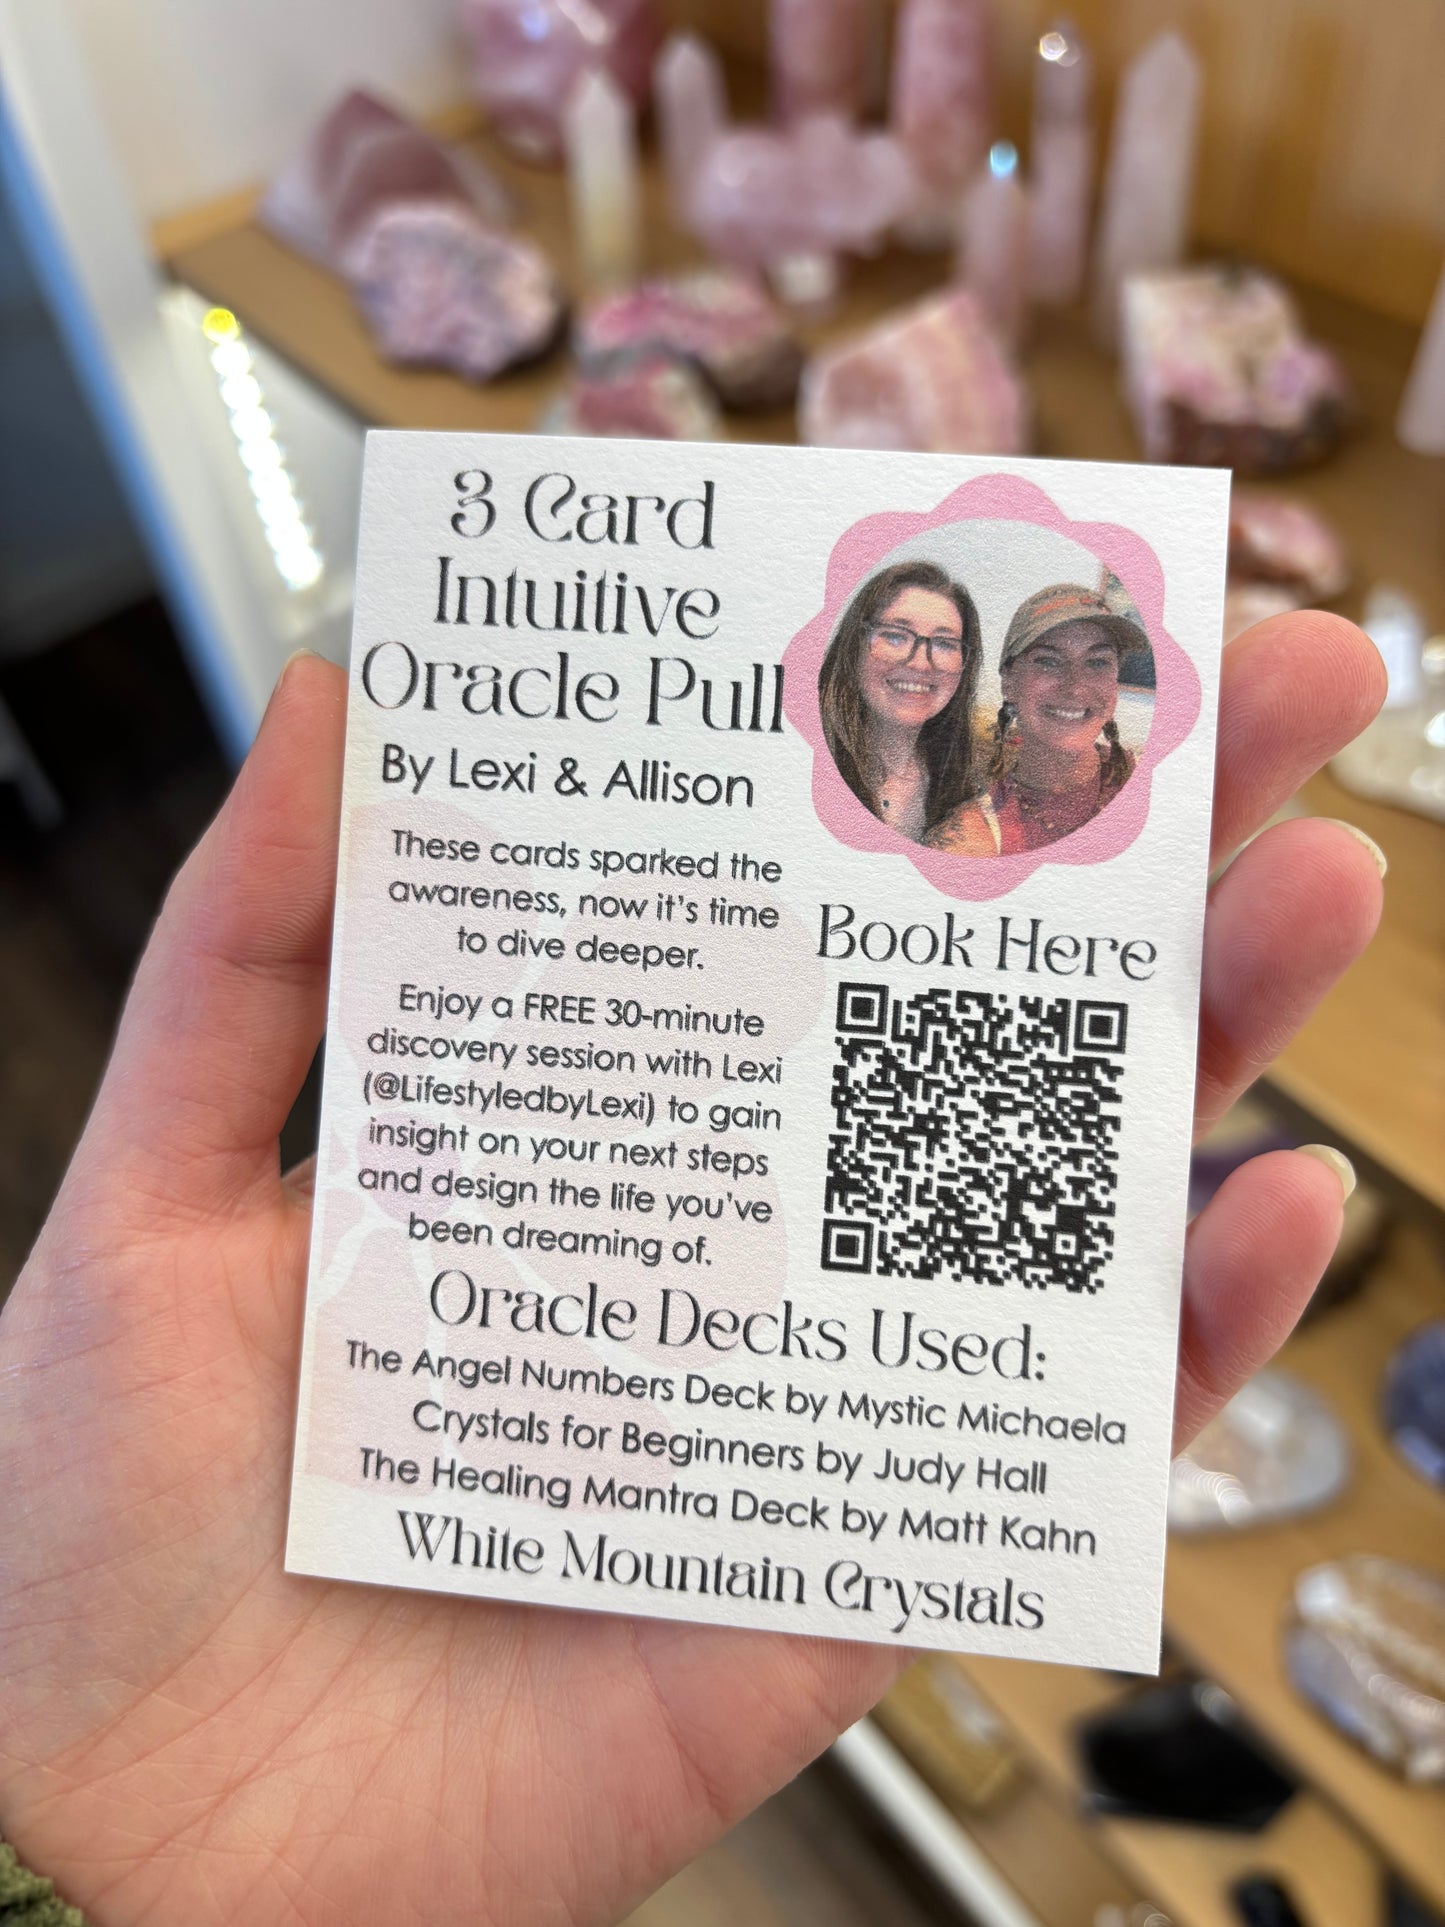 3 Card
Intuitive
Oracle Pull
By Lexi & Allison
These cards sparked the
awareness, now it's time
to dive deeper.
Enjoy a FREE 30-minute
discovery session with Lexi
(@LifestyledbyLexi) to gain
insight on your next steps
and design the life you've
been dreaming of.
Book Here
Oracle Decks Used:
The Angel Numbers Deck by Mystic Michaela
Crystals for Beginners by Judy Hall
The Healing Mantra Deck by Matt Kahn
White Mountain Crystals